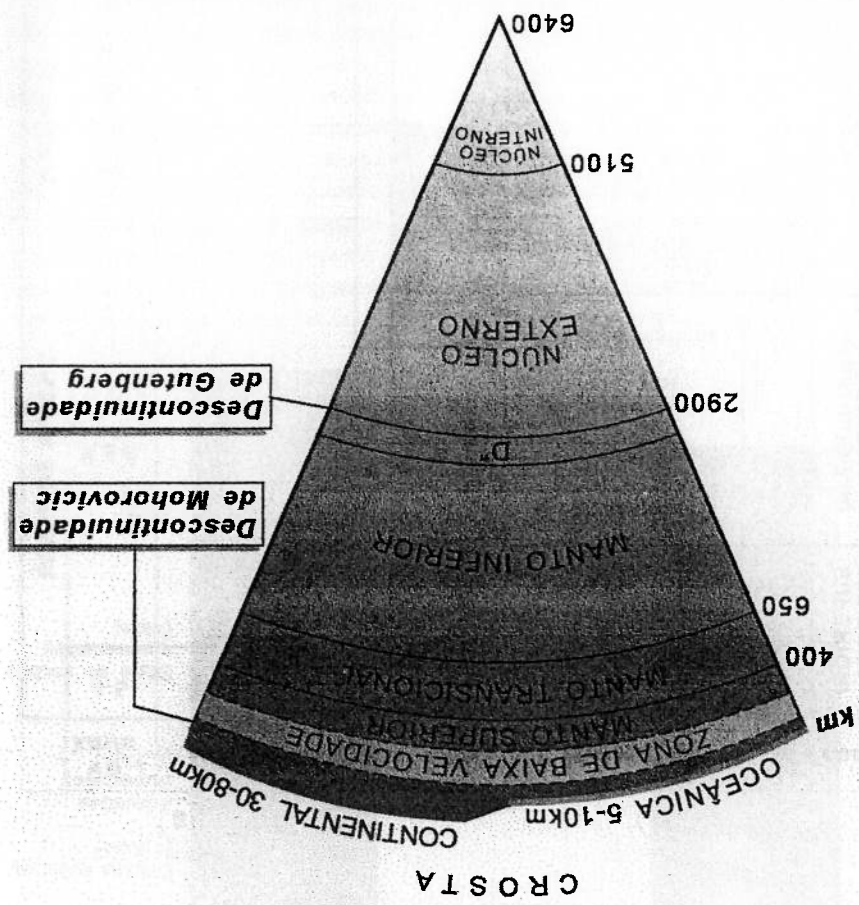 CROSTA
OCEÂNICA 5-10km
CONTINENTAL 30-80km
km
ZONA DE BAIXA VELOCIDADE
MANTO SUPERIOR
400
MANTO TRANSICIONAL
650
Descontinuidade
de Mohorovicic
MANTO INFERIOR
D"
2900
Descontinuidade
de Gutenberg
NÚCLEO
EXTERNO
5100
NÚCLEO
INTERNO
6400